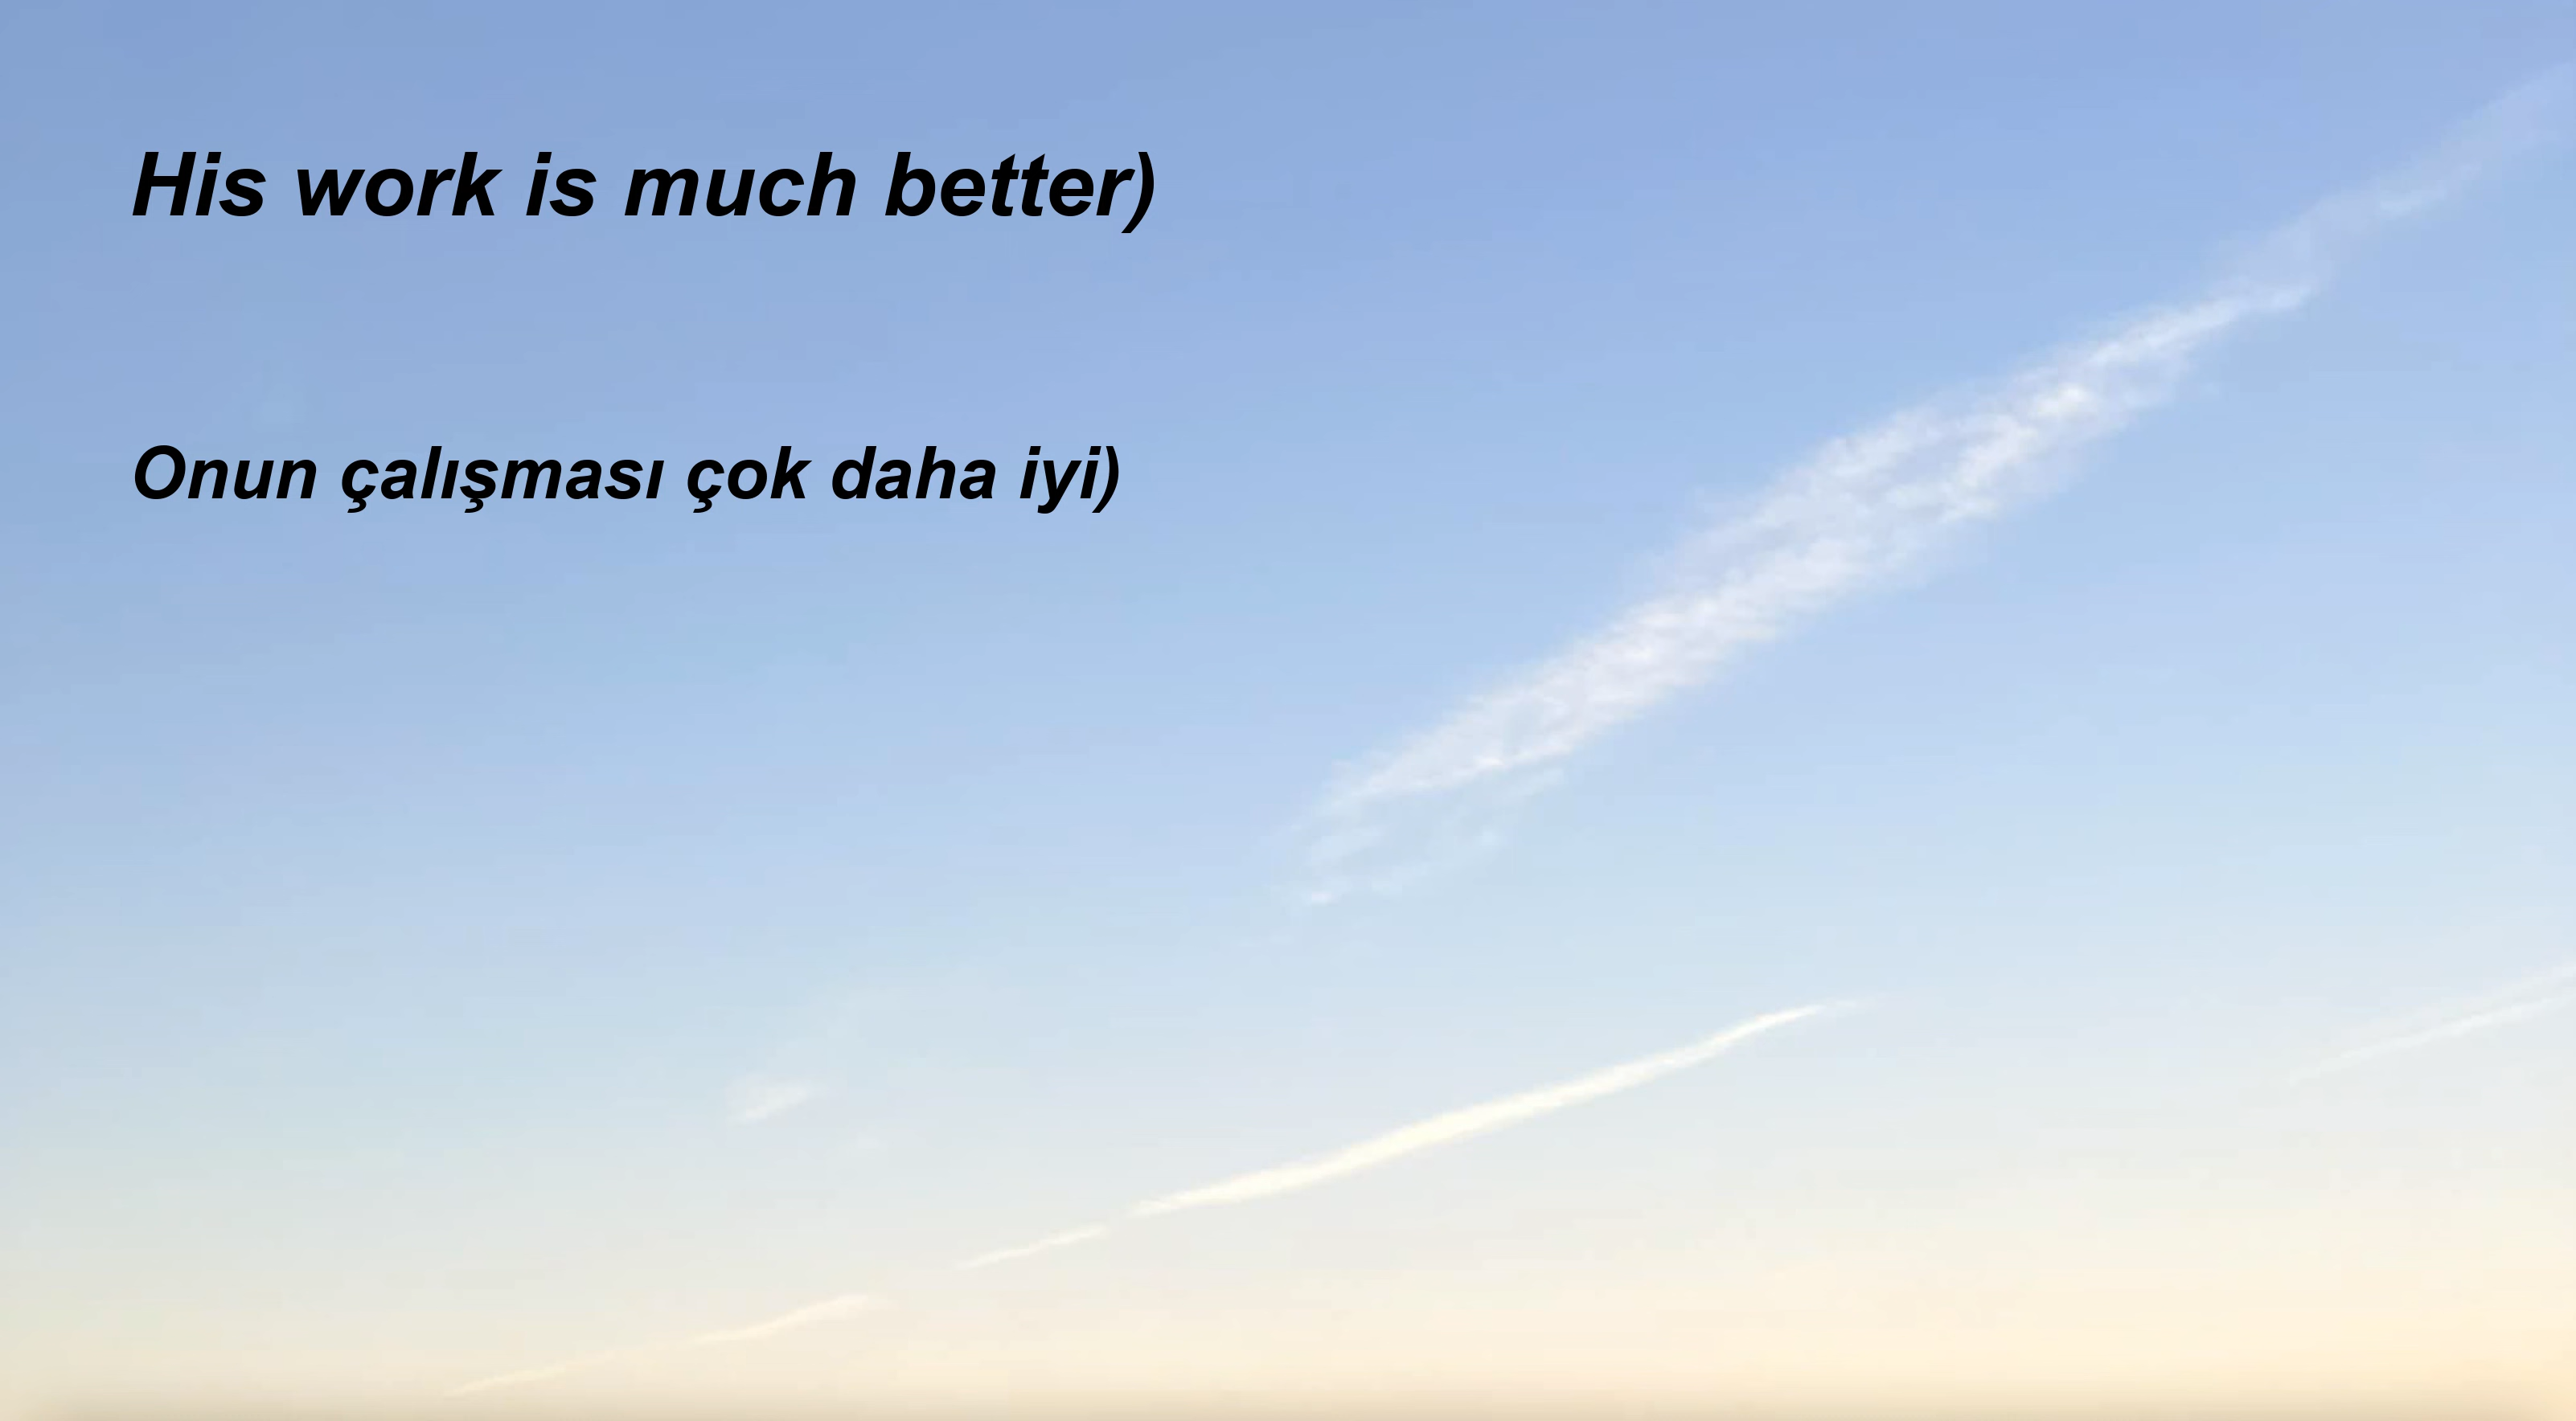 His work is much better)
Onun çalışması çok daha iyi)